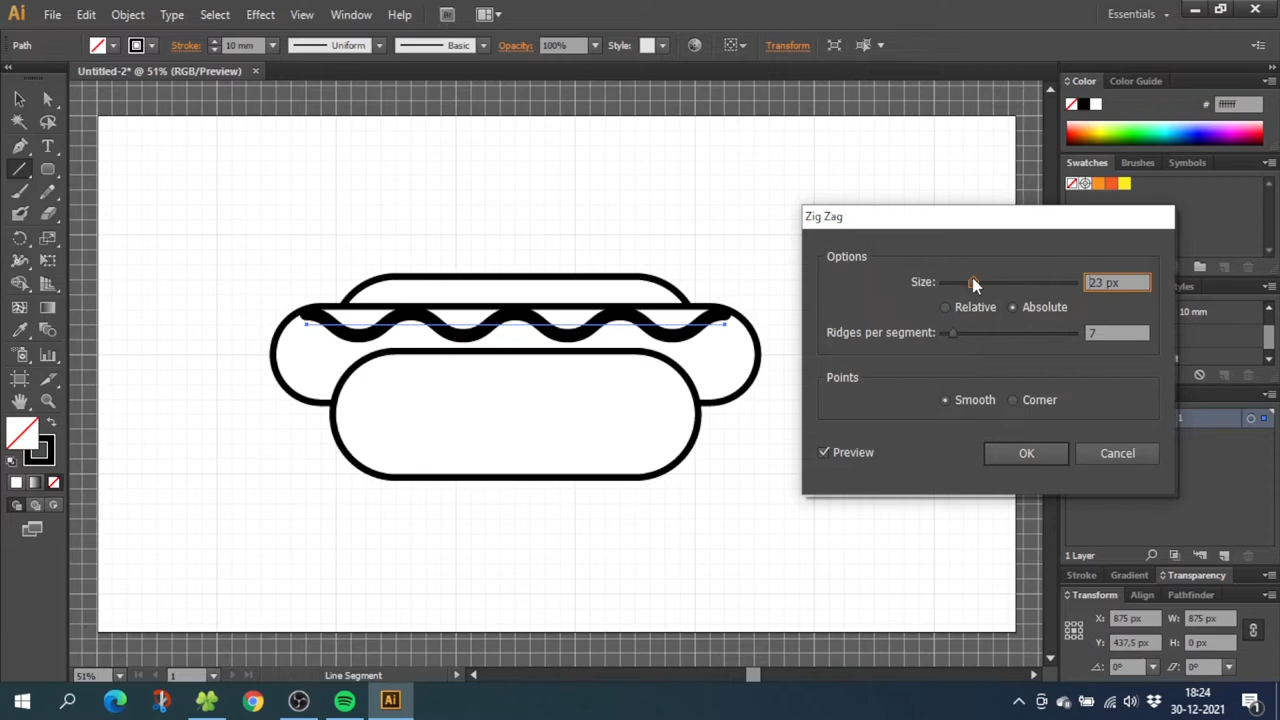 Ai File Edit Object Type Select Effect View Window Help Br Essentials
Path Stroke: 10 mm Uniform Basic Opacity: 100% Style: Transform
Untitled-2* @ 51% (RGB/Preview)
Color Color Guide
# ffffff
Swatches Brushes Symbols
Zig Zag
Options
Size: 23 px
Relative Absolute
Ridges per segment: 7
Points
Smooth Corner
Preview OK Cancel
10 mm
1
1 Layer
Stroke Gradient Transparency
Transform Align Pathfinder
X: 875 px W: 875 px
Y: 437,5 px H: 0 px
0° 0°
51% 1 Line Segment
Ai
18:24
30-12-2021
1